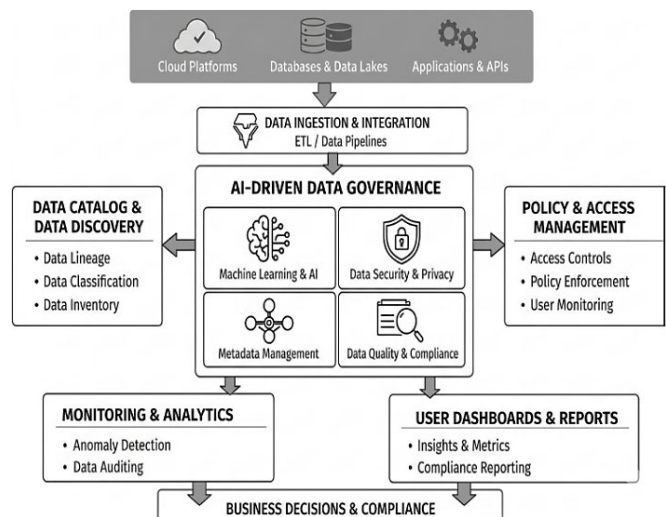 Cloud Platforms
Databases & Data Lakes
Applications & APIs
DATA INGESTION & INTEGRATION
ETL / Data Pipelines
AI-DRIVEN DATA GOVERNANCE
Machine Learning & AI
Data Security & Privacy
Metadata Management
Data Quality & Compliance
DATA CATALOG &
DATA DISCOVERY
• Data Lineage
• Data Classification
• Data Inventory
POLICY & ACCESS
MANAGEMENT
• Access Controls
• Policy Enforcement
• User Monitoring
MONITORING & ANALYTICS
• Anomaly Detection
• Data Auditing
USER DASHBOARDS & REPORTS
• Insights & Metrics
• Compliance Reporting
BUSINESS DECISIONS & COMPLIANCE